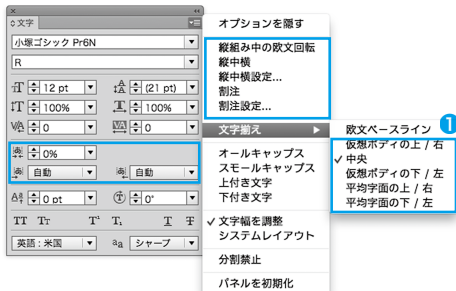 文字
小塚ゴシック Pr6N
R
12 pt
(21 pt)
100%
100%
0
0
0%
自動
自動
0 pt
0°
TT Tt T¹ T₁ T T
英語 : 米国
aa
シャープ
オプションを隠す
縦組み中の欧文回転
縦中横
縦中横設定...
割注
割注設定...
文字揃え
オールキャップス
スモールキャップス
上付き文字
下付き文字
文字幅を調整
システムレイアウト
分割禁止
パネルを初期化
1
欧文ベースライン
仮想ボディの上 / 右
中央
仮想ボディの下 / 左
平均字面の上 / 右
平均字面の下 / 左